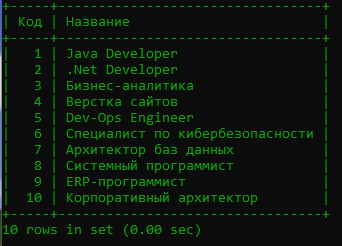 +-----+--------------------------------+
| Код | Название                       |
+-----+--------------------------------+
|   1 | Java Developer                 |
|   2 | .Net Developer                 |
|   3 | Бизнес-аналитика               |
|   4 | Верстка сайтов                 |
|   5 | Dev-Ops Engineer               |
|   6 | Специалист по кибербезопасности |
|   7 | Архитектор баз данных          |
|   8 | Системный программист          |
|   9 | ERP-программист                |
|  10 | Корпоративный архитектор       |
+-----+--------------------------------+
10 rows in set (0.00 sec)